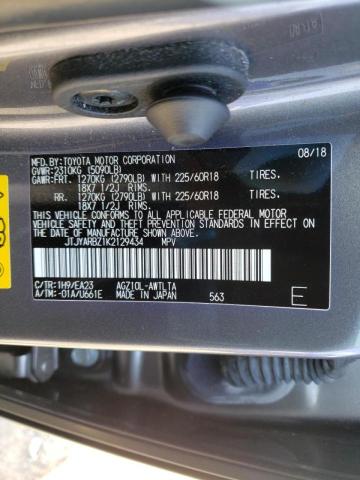 MFD.BY:TOYOTA MOTOR CORPORATION 08/18
GVWR:2310KG (5090LB)
GAWR:FRT. 1270KG (2790LB) WITH 225/60R18 TIRES.
18X7 1/2J RIMS.
RR. 1270KG (2790LB) WITH 225/60R18 TIRES.
18X7 1/2J RIMS.
THIS VEHICLE CONFORMS TO ALL APPLICABLE FEDERAL MOTOR
VEHICLE SAFETY AND THEFT PREVENTION STANDARDS IN EFFECT
ON THE DATE OF MANUFACTURE SHOWN ABOVE.
JTJYARBZ1K2129434 MPV
C/TR:1H9/EA23 AGZ10L-AWTLTA
A/TM:-01A/U661E MADE IN JAPAN 563 E